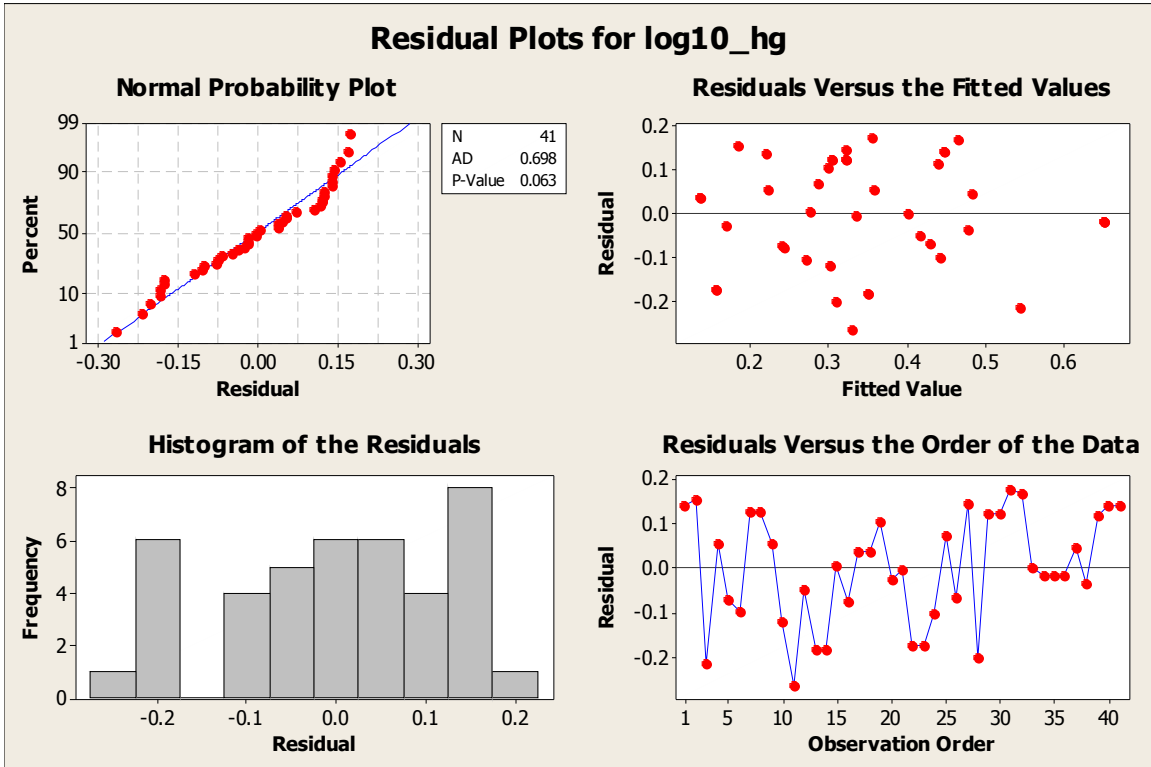 Residual Plots for log10_hg
Normal Probability Plot
99
90
50
10
1
Percent
-0.30 -0.15 0.00 0.15 0.30
Residual
N 41
AD 0.698
P-Value 0.063
Residuals Versus the Fitted Values
0.2
0.1
0.0
-0.1
-0.2
Residual
0.2 0.3 0.4 0.5 0.6
Fitted Value
Histogram of the Residuals
8
6
4
2
0
Frequency
-0.2 -0.1 0.0 0.1 0.2
Residual
Residuals Versus the Order of the Data
0.2
0.1
0.0
-0.1
-0.2
Residual
1 5 10 15 20 25 30 35 40
Observation Order